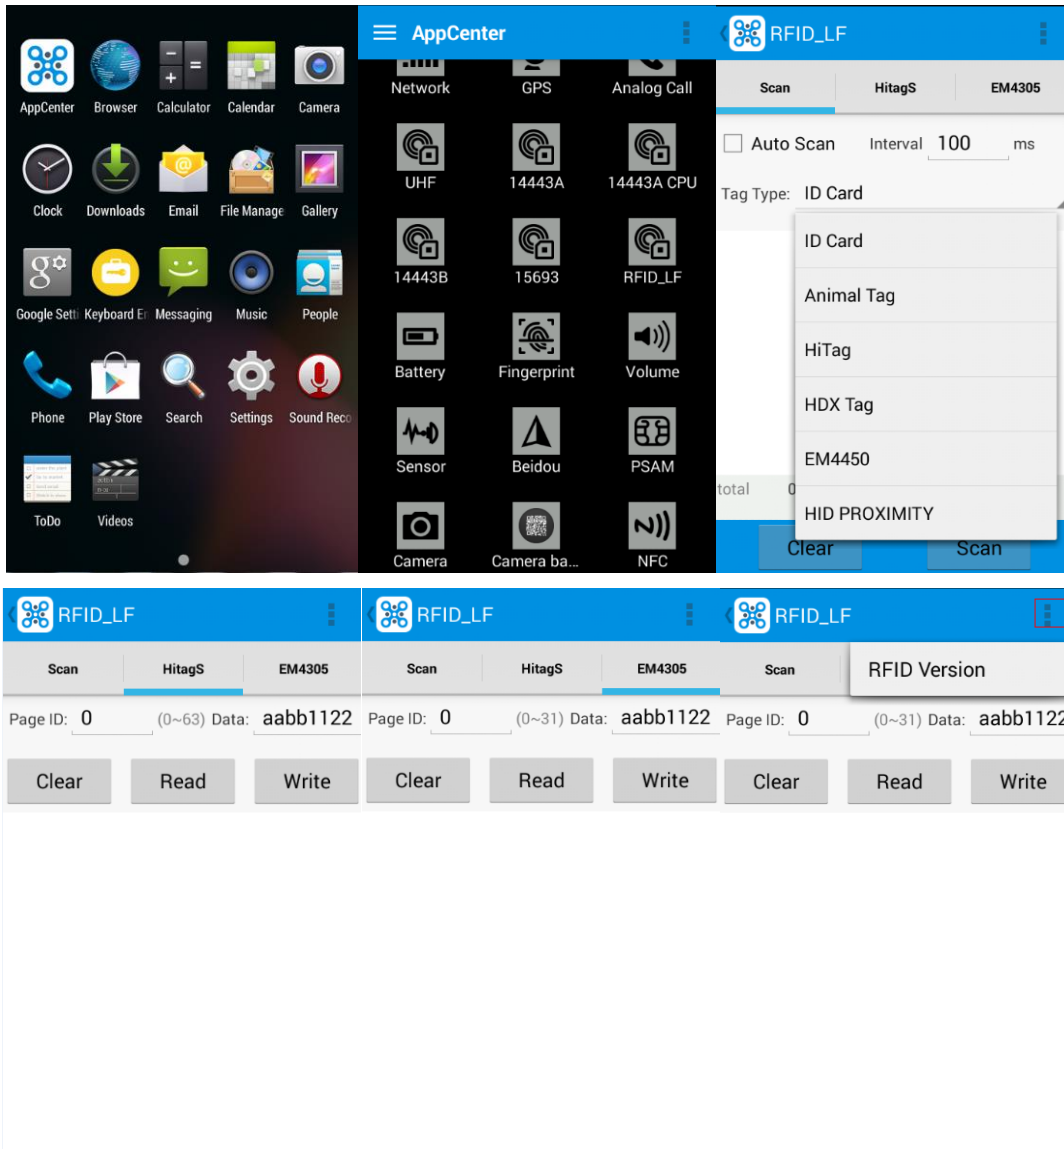 AppCenter Browser Calculator Calendar Camera
Clock Downloads Email File Manage Gallery
Google Setti Keyboard En Messaging Music People
Phone Play Store Search Settings Sound Reco
ToDo Videos
AppCenter
Network GPS Analog Call
UHF 14443A 14443A CPU
14443B 15693 RFID_LF
Battery Fingerprint Volume
Sensor Beidou PSAM
Camera Camera ba... NFC
RFID_LF
Scan HitagS EM4305
Auto Scan Interval 100 ms
Tag Type: ID Card
ID Card
Animal Tag
HiTag
HDX Tag
EM4450
total 0
HID PROXIMITY
Clear Scan
RFID_LF
Scan HitagS EM4305
Page ID: 0 (0~63) Data: aabb1122
Clear Read Write
RFID_LF
Scan HitagS EM4305
Page ID: 0 (0~31) Data: aabb1122
Clear Read Write
RFID_LF
Scan RFID Version
Page ID: 0 (0~31) Data: aabb1122
Clear Read Write